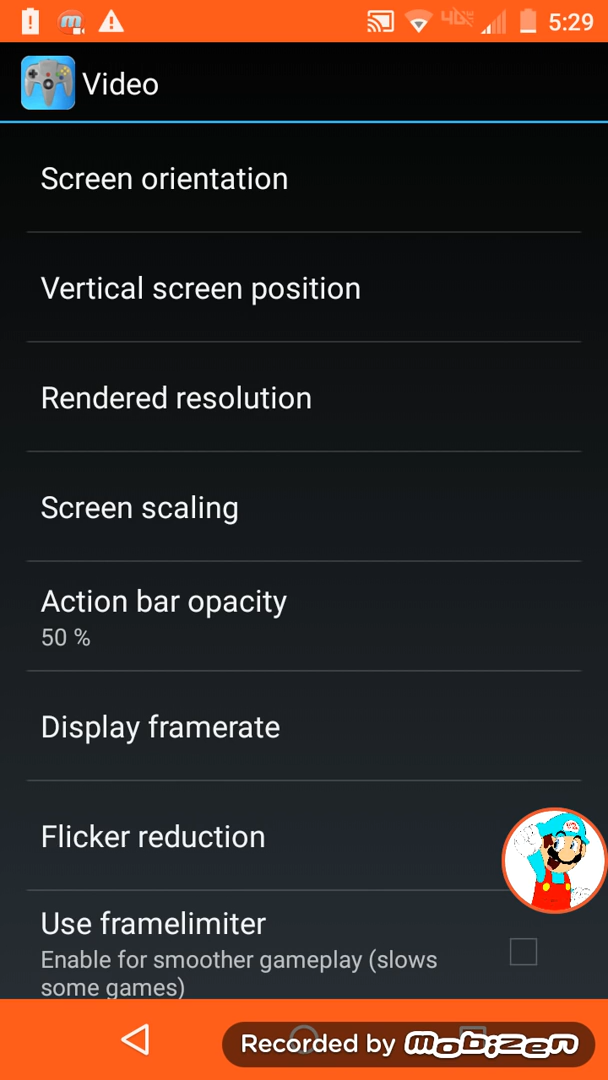 5:29
Video
Screen orientation
Vertical screen position
Rendered resolution
Screen scaling
Action bar opacity
50 %
Display framerate
Flicker reduction
Use framelimiter
Enable for smoother gameplay (slows
some games)
Recorded by mobizen